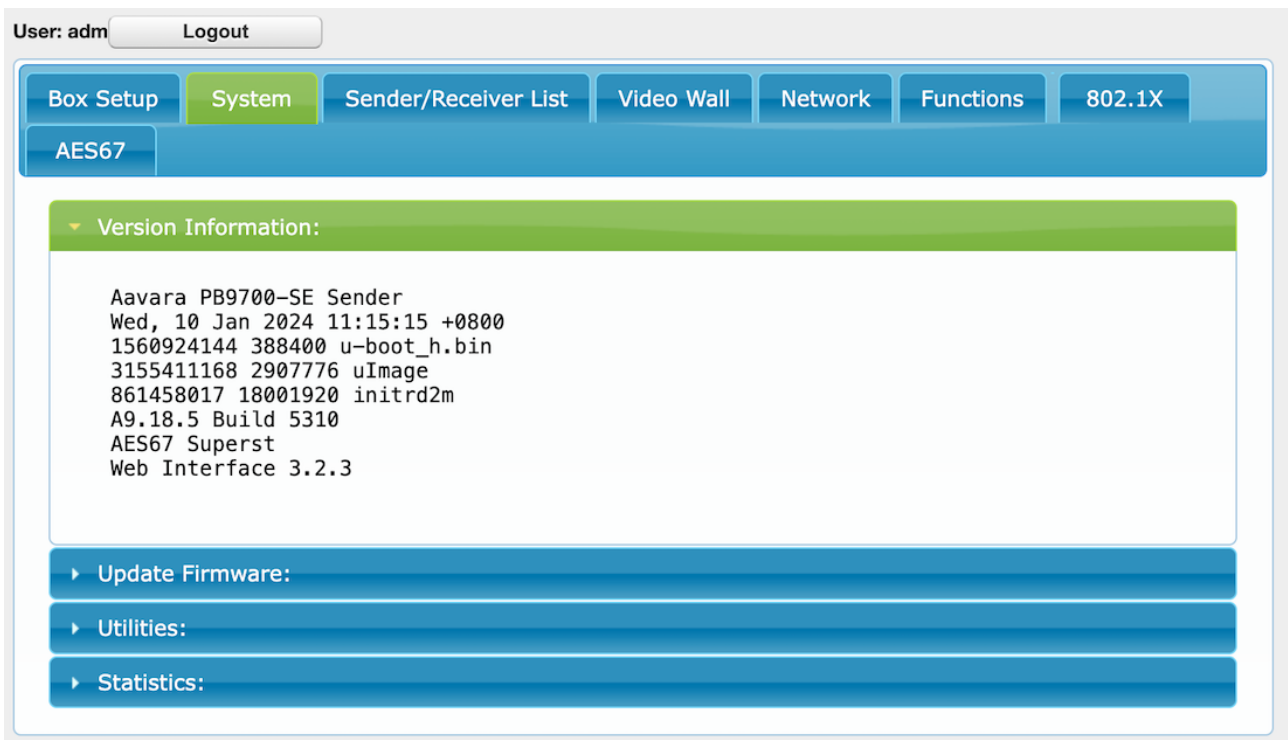 User: adm Logout
Box Setup System Sender/Receiver List Video Wall Network Functions 802.1X
AES67
Version Information:
Aavara PB9700-SE Sender
Wed, 10 Jan 2024 11:15:15 +0800
1560924144 388400 u-boot_h.bin
3155411168 2907776 uImage
861458017 18001920 initrd2m
A9.18.5 Build 5310
AES67 Superst
Web Interface 3.2.3
Update Firmware:
Utilities:
Statistics: